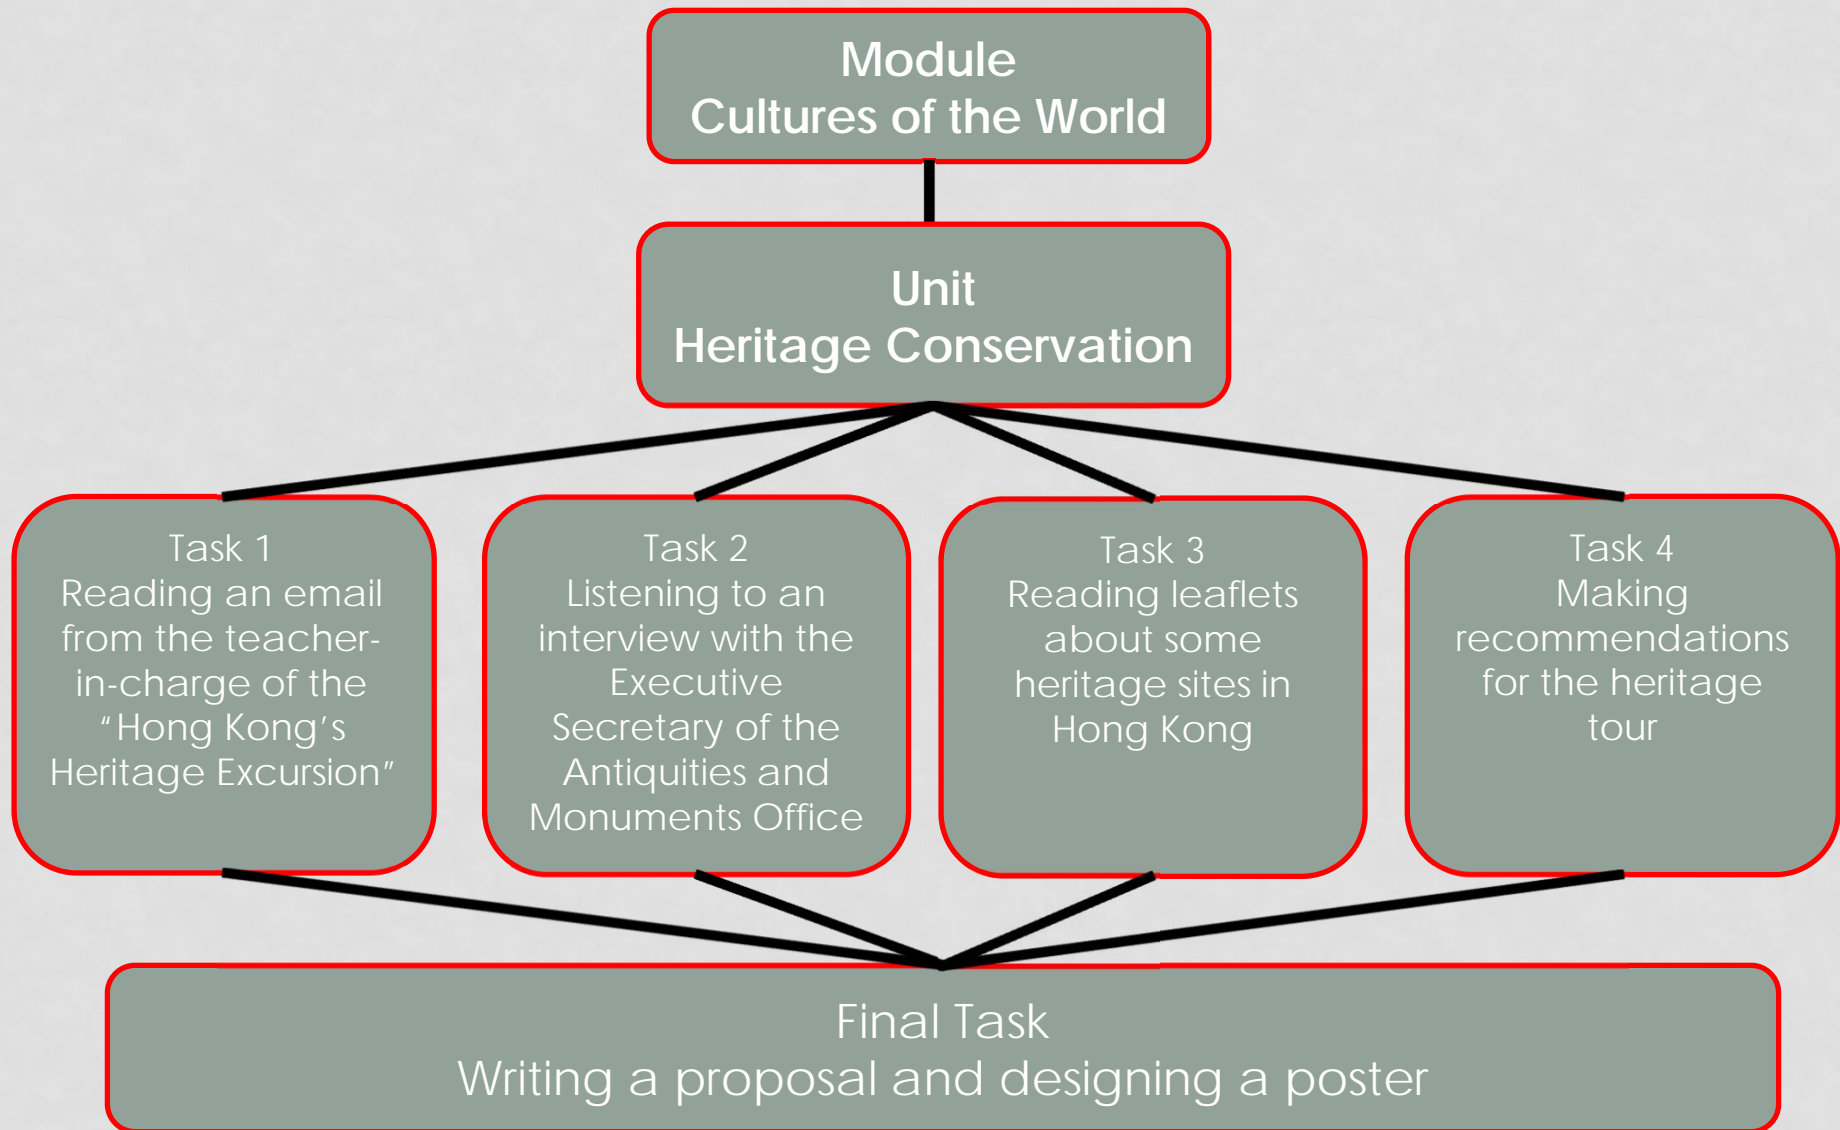 Module
Cultures of the World
Unit
Heritage Conservation
Task 1
Reading an email
from the teacher-
in-charge of the
“Hong Kong’s
Heritage Excursion”
Task 2
Listening to an
interview with the
Executive
Secretary of the
Antiquities and
Monuments Office
Task 3
Reading leaflets
about some
heritage sites in
Hong Kong
Task 4
Making
recommendations
for the heritage
tour
Final Task
Writing a proposal and designing a poster